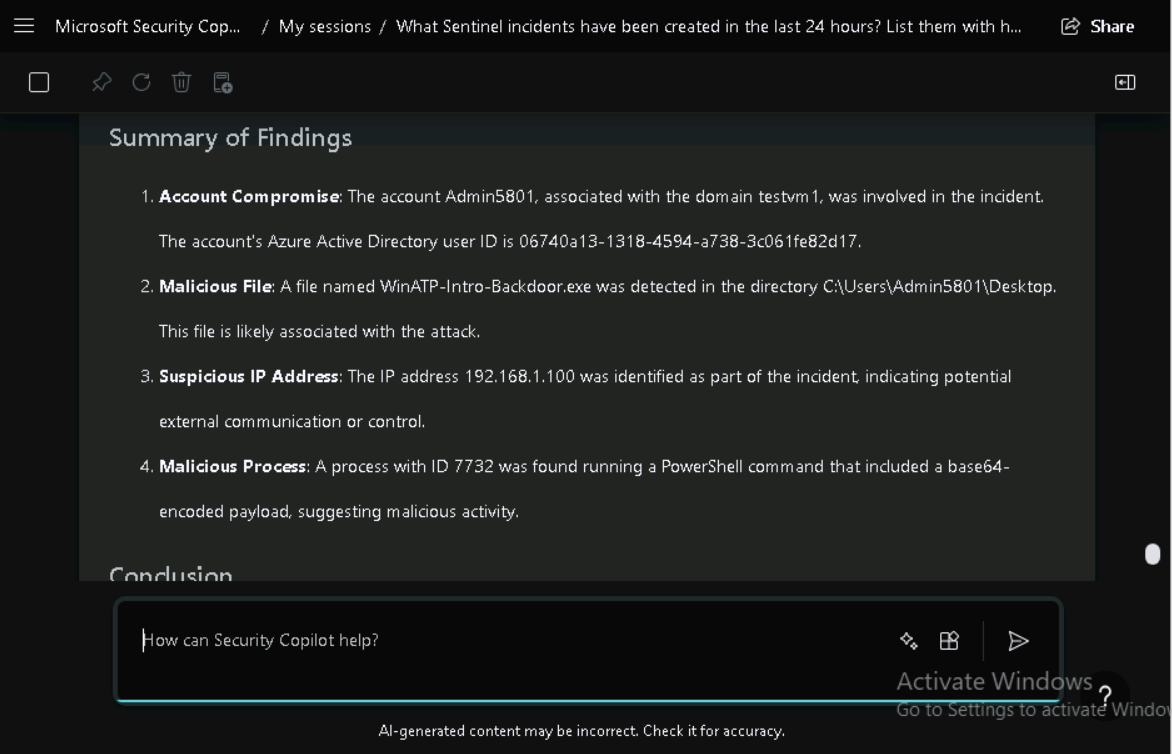 Microsoft Security Cop... / My sessions / What Sentinel incidents have been created in the last 24 hours? List them with h... Share
Summary of Findings
1. Account Compromise: The account Admin5801, associated with the domain testvm1, was involved in the incident.
The account's Azure Active Directory user ID is 06740a13-1318-4594-a738-3c061fe82d17.
2. Malicious File: A file named WinATP-Intro-Backdoor.exe was detected in the directory C:\Users\Admin5801\Desktop.
This file is likely associated with the attack.
3. Suspicious IP Address: The IP address 192.168.1.100 was identified as part of the incident, indicating potential
external communication or control.
4. Malicious Process: A process with ID 7732 was found running a PowerShell command that included a base64-
encoded payload, suggesting malicious activity.
Conclusion
How can Security Copilot help?
Activate Windows
Go to Settings to activate Window
?
AI-generated content may be incorrect. Check it for accuracy.